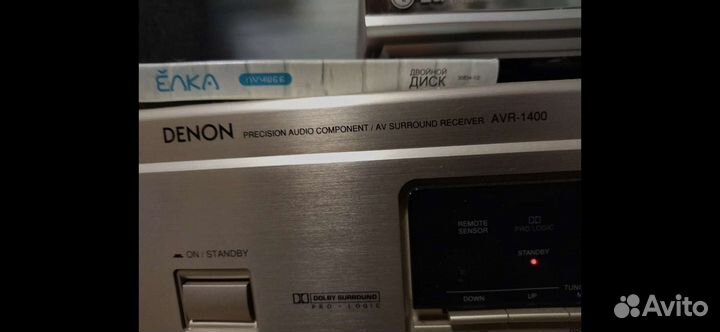 ЁЛКА
ДВОЙНОЙ
ДИСК
DENON PRECISION AUDIO COMPONENT / AV SURROUND RECEIVER AVR-1400
REMOTE
SENSOR
PRO LOGIC
STANDBY
ON / STANDBY
DOLBY SURROUND
PRO · LOGIC
DOWN
UP
Avito